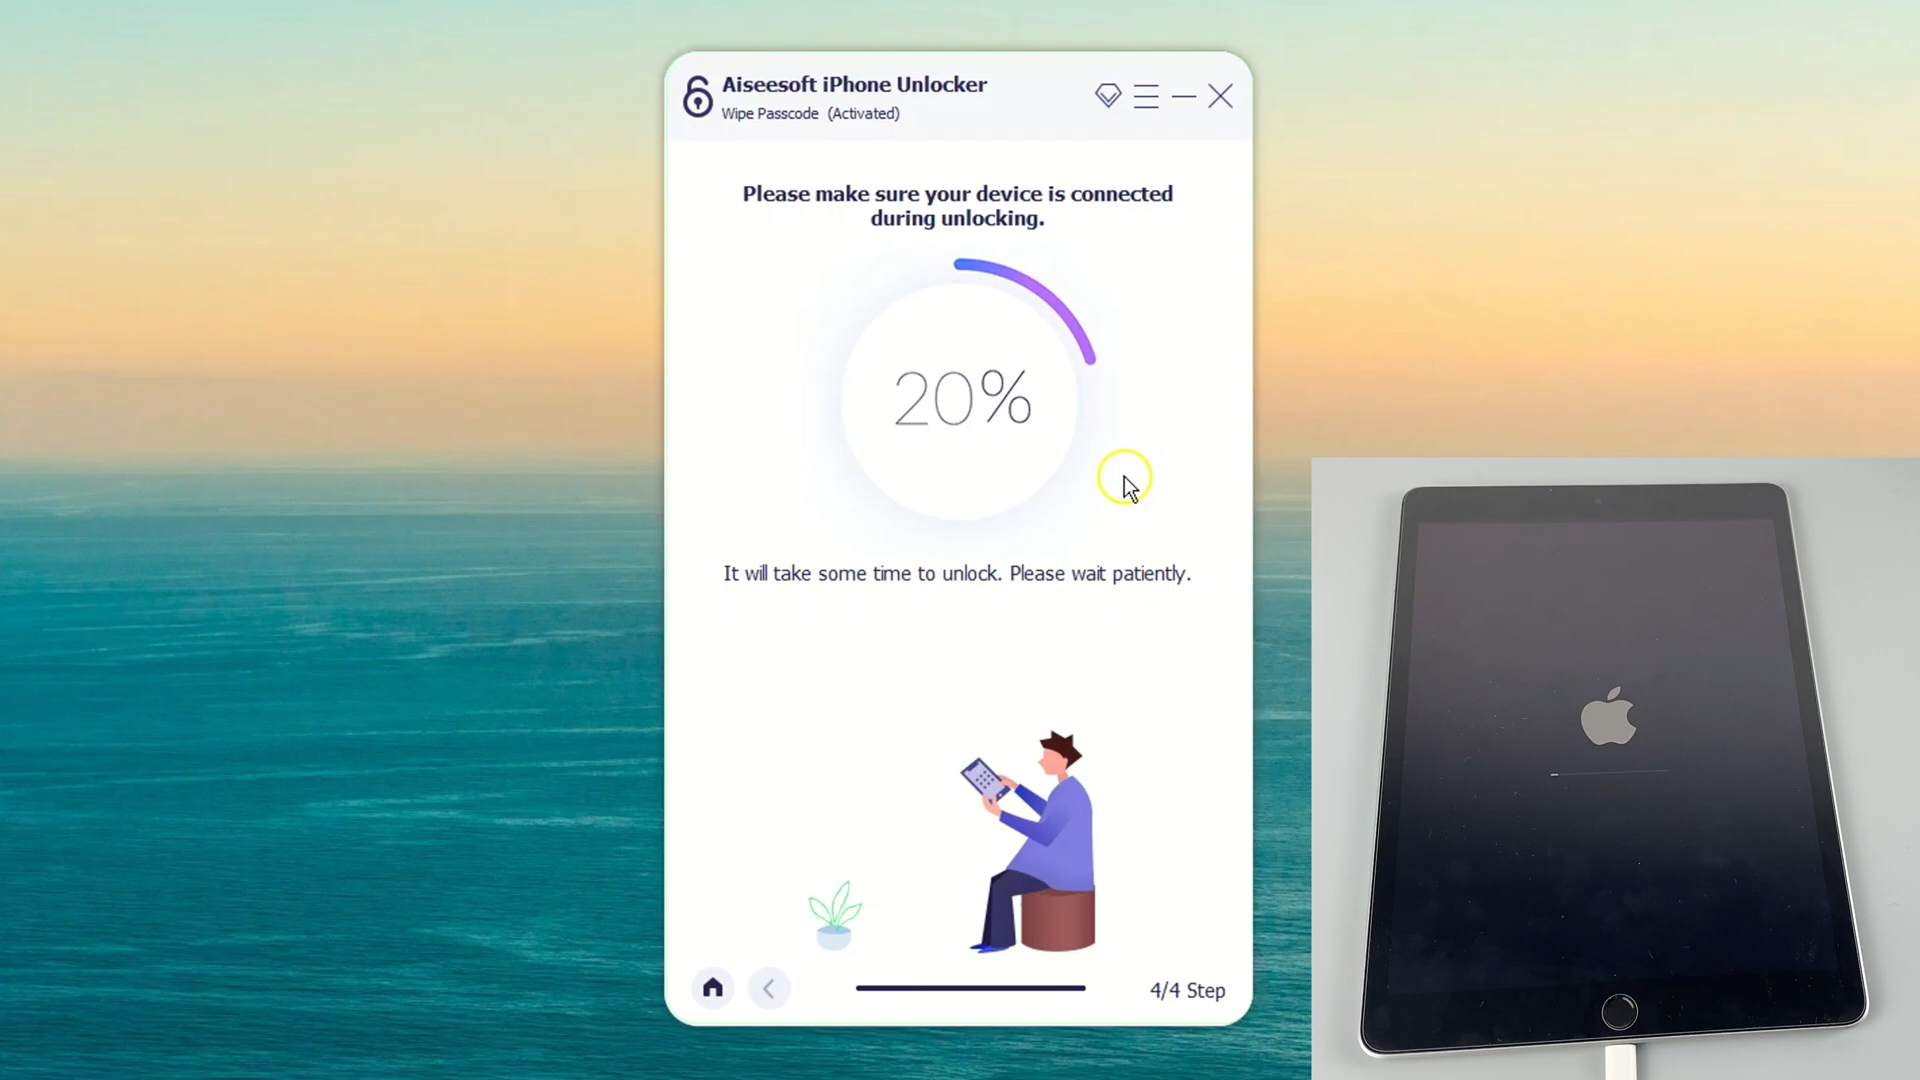 Aiseesoft iPhone Unlocker
Wipe Passcode (Activated)
Please make sure your device is connected
during unlocking.
20%
It will take some time to unlock. Please wait patiently.
4/4 Step